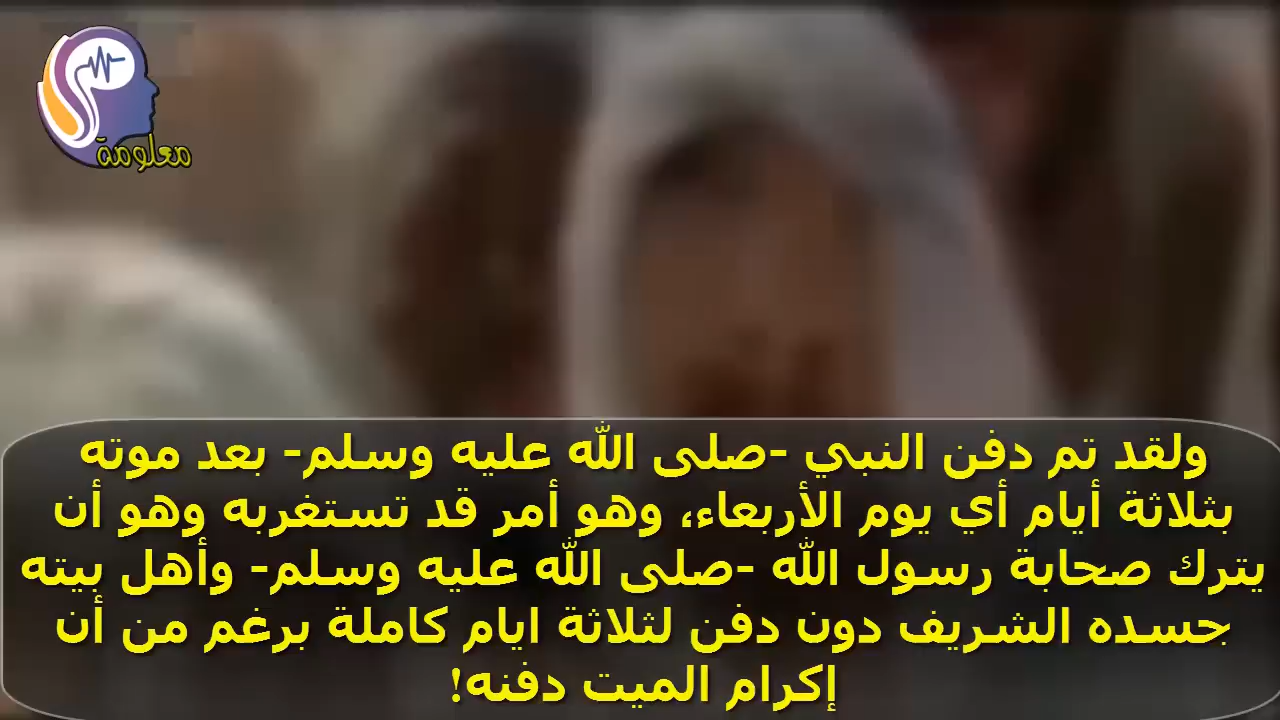 معلومة
ولقد تم دفن النبي -صلى الله عليه وسلم- بعد موته
بثلاثة أيام أي يوم الأربعاء، وهو أمر قد تستغربه وهو أن
يترك صحابة رسول الله -صلى الله عليه وسلم- وأهل بيته
جسده الشريف دون دفن لثلاثة ايام كاملة برغم من أن
إكرام الميت دفنه!